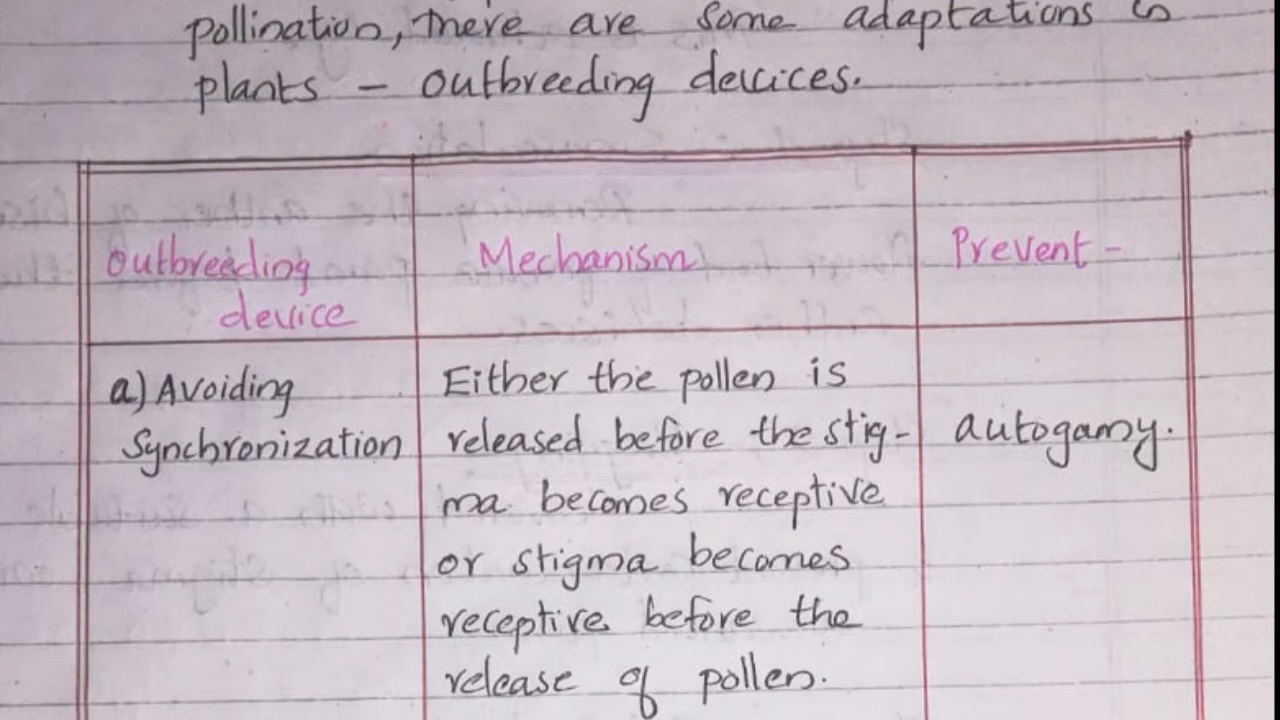 pollination, there are some adaptations in
plants - outbreeding devices.
Outbreeding device
Mechanism
Prevent -
a) Avoiding
Synchronization
Either the pollen is
released before the stig-
ma becomes receptive
or stigma becomes
receptive before the
release of pollen.
autogamy.